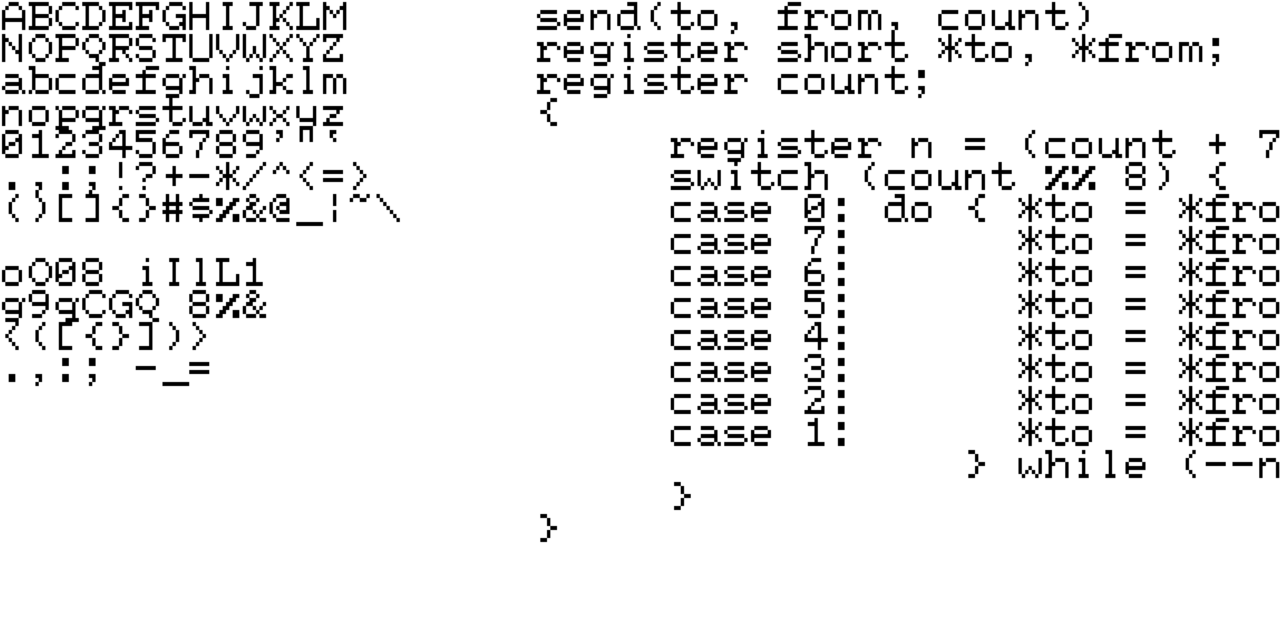 ABCDEFGHIJKLM
NOPQRSTUVWXYZ
abcdefghijklm
nopqrstuvwxyz
0123456789'"`
.,:;!?+-*/^<=>
()[]{}#$%&@_¦~\
oO08 iIlL1
g9qCGQ 8%&
<([{}])>
.,:; -_=
send(to, from, count)
register short *to, *from;
register count;
{
register n = (count + 7
switch (count %% 8) {
case 0: do { *to = *fro
case 7: *to = *fro
case 6: *to = *fro
case 5: *to = *fro
case 4: *to = *fro
case 3: *to = *fro
case 2: *to = *fro
case 1: *to = *fro
} while (--n
}
}